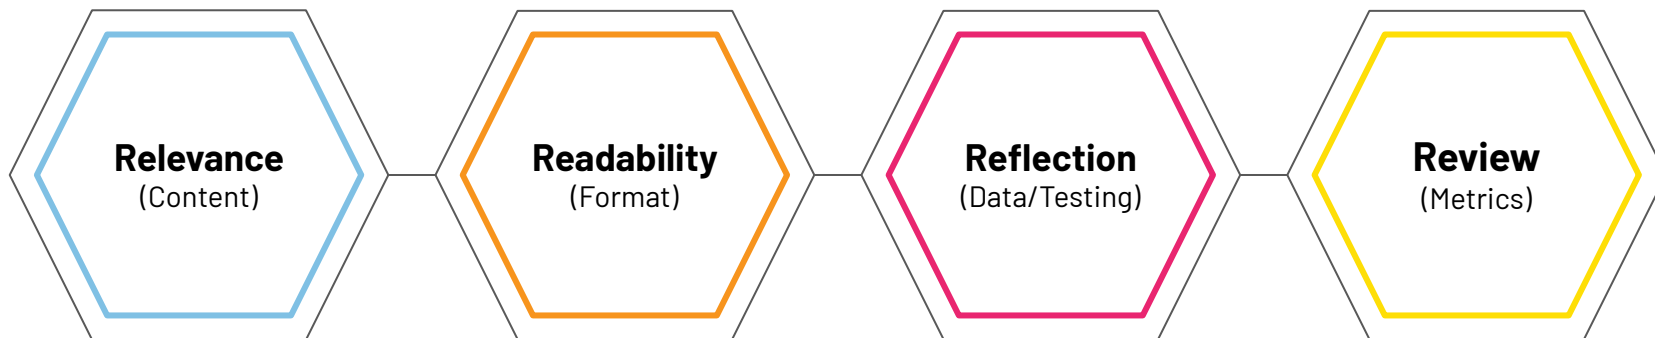 Relevance
(Content)
Readability
(Format)
Reflection
(Data/Testing)
Review
(Metrics)